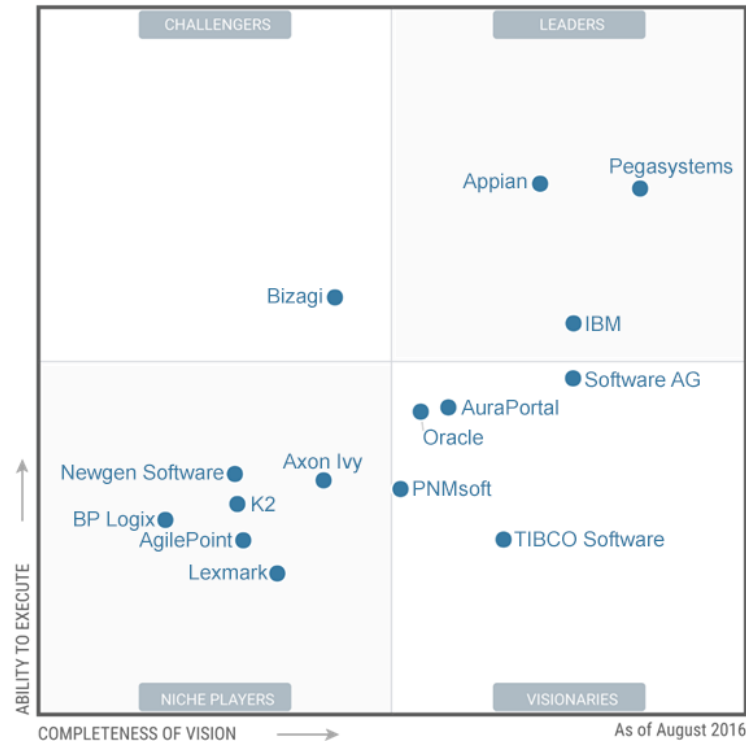 CHALLENGERS
LEADERS
Pegasystems
Appian
Bizagi
IBM
Software AG
AuraPortal
Oracle
Axon Ivy
Newgen Software
PNMsoft
K2
BP Logix
AgilePoint
TIBCO Software
Lexmark
ABILITY TO EXECUTE
NICHE PLAYERS
VISIONARIES
COMPLETENESS OF VISION
As of August 2016